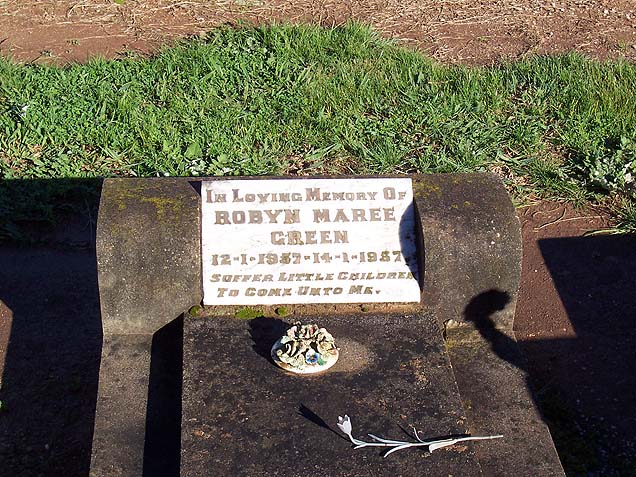 In Loving Memory Of
ROBYN MAREE
GREEN
12-1-1957-14-1-1957
SUFFER LITTLE CHILDREN
TO COME UNTO ME.